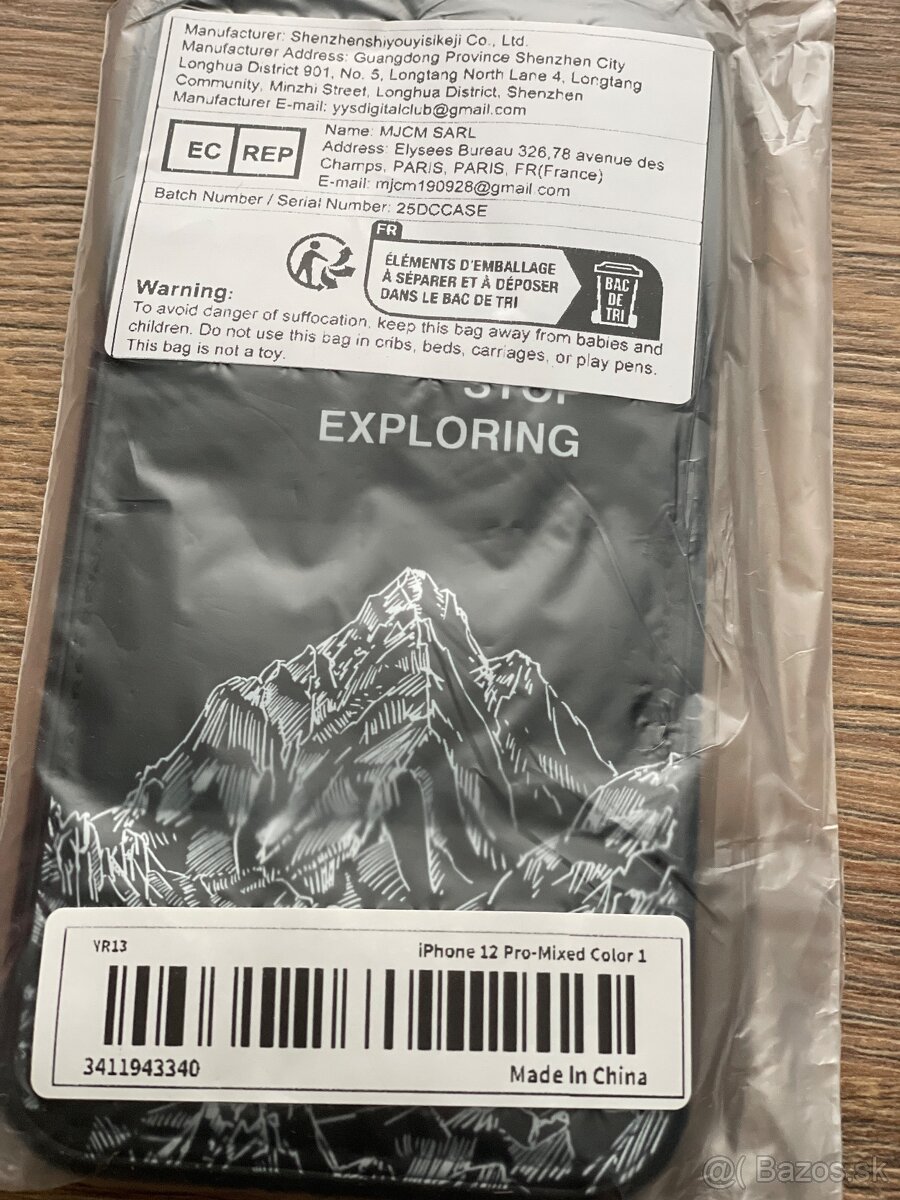 Manufacturer: Shenzhenshiyouyisikeji Co., Ltd.
Manufacturer Address: Guangdong Province Shenzhen City
Longhua District 901, No. 5, Longtang North Lane 4, Longtang
Community, Minzhi Street, Longhua District, Shenzhen
Manufacturer E-mail: yysdigitalclub@gmail.com
EC REP
Name: MJCM SARL
Address: Elysees Bureau 326,78 avenue des
Champs, PARIS, PARIS, FR(France)
E-mail: mjcm190928@gmail.com
Batch Number / Serial Number: 25DCCASE
FR
ÉLÉMENTS D'EMBALLAGE
À SÉPARER ET À DÉPOSER
DANS LE BAC DE TRI
BAC
DE
TRI
Warning:
To avoid danger of suffocation, keep this bag away from babies and
children. Do not use this bag in cribs, beds, carriages, or play pens.
This bag is not a toy.
STOP
EXPLORING
YR13
iPhone 12 Pro-Mixed Color 1
3411943340
Made In China
@( Bazos.sk